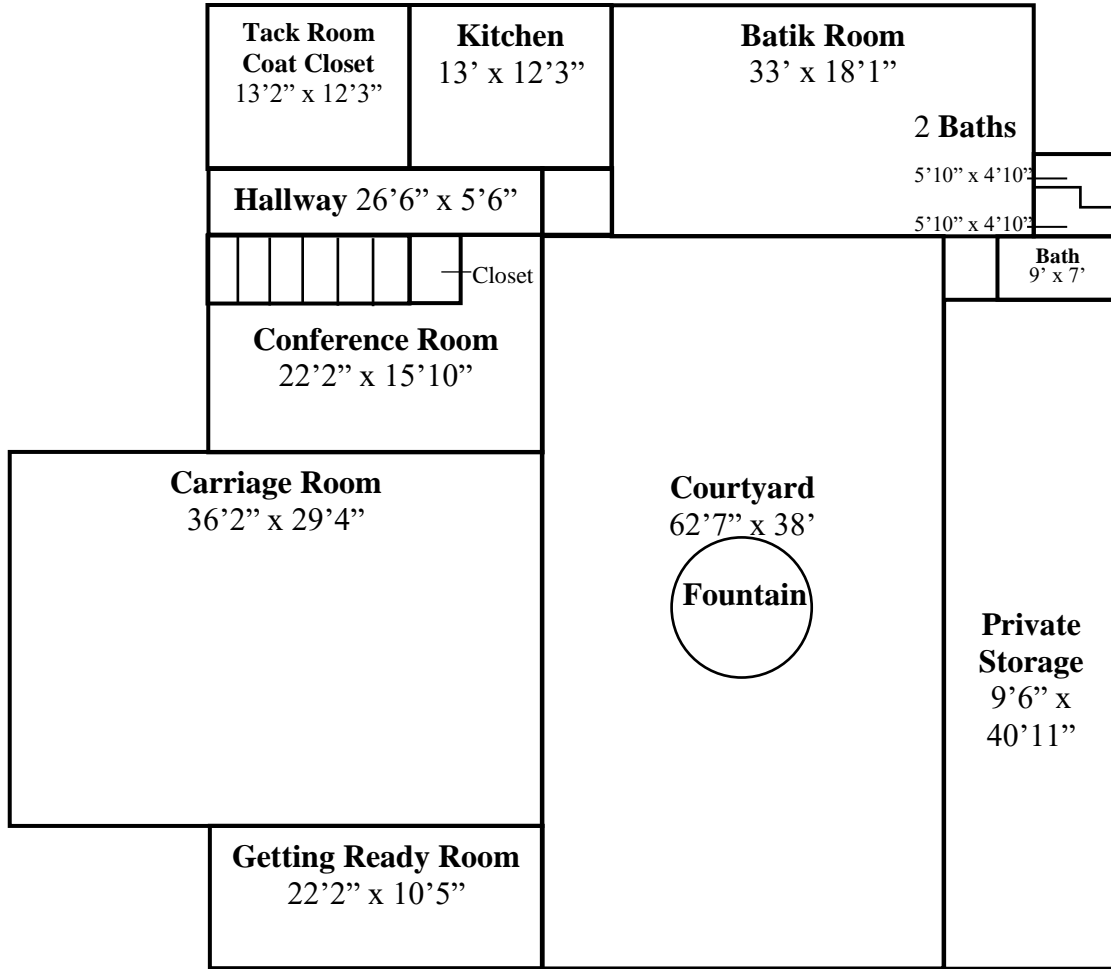 Tack Room
Coat Closet
13’2” x 12’3”
Kitchen
13’ x 12’3”
Batik Room
33’ x 18’1”
2 Baths
5’10” x 4’10”
5’10” x 4’10”
Hallway 26’6” x 5’6”
Closet
Bath
9’ x 7’
Conference Room
22’2” x 15’10”
Carriage Room
36’2” x 29’4”
Courtyard
62’7” x 38’
Fountain
Private
Storage
9’6” x
40’11”
Getting Ready Room
22’2” x 10’5”